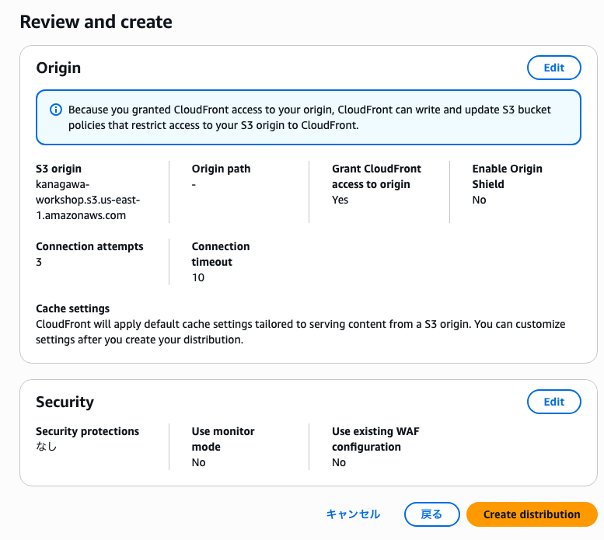 Review and create
Origin
Edit
Because you granted CloudFront access to your origin, CloudFront can write and update S3 bucket
policies that restrict access to your S3 origin to CloudFront.
S3 origin
kanagawa-
workshop.s3.us-east-
1.amazonaws.com
Origin path
-
Grant CloudFront
access to origin
Yes
Enable Origin
Shield
No
Connection attempts
3
Connection
timeout
10
Cache settings
CloudFront will apply default cache settings tailored to serving content from a S3 origin. You can customize
settings after you create your distribution.
Security
Edit
Security protections
なし
Use monitor
mode
No
Use existing WAF
configuration
No
キャンセル
戻る
Create distribution